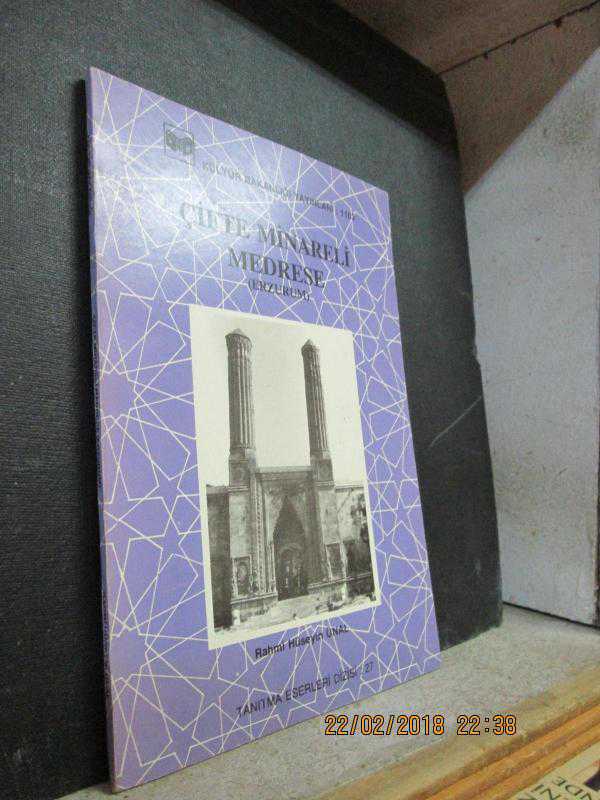 KÜLTÜR BAKANLIĞI YAYINLARI
ÇİFTE MİNARELİ
MEDRESE
(ERZURUM)
Rahmi Hüseyin ÜNAL
TANITMA ESERLERİ DİZİSİ / 27
22/02/2018 22:38